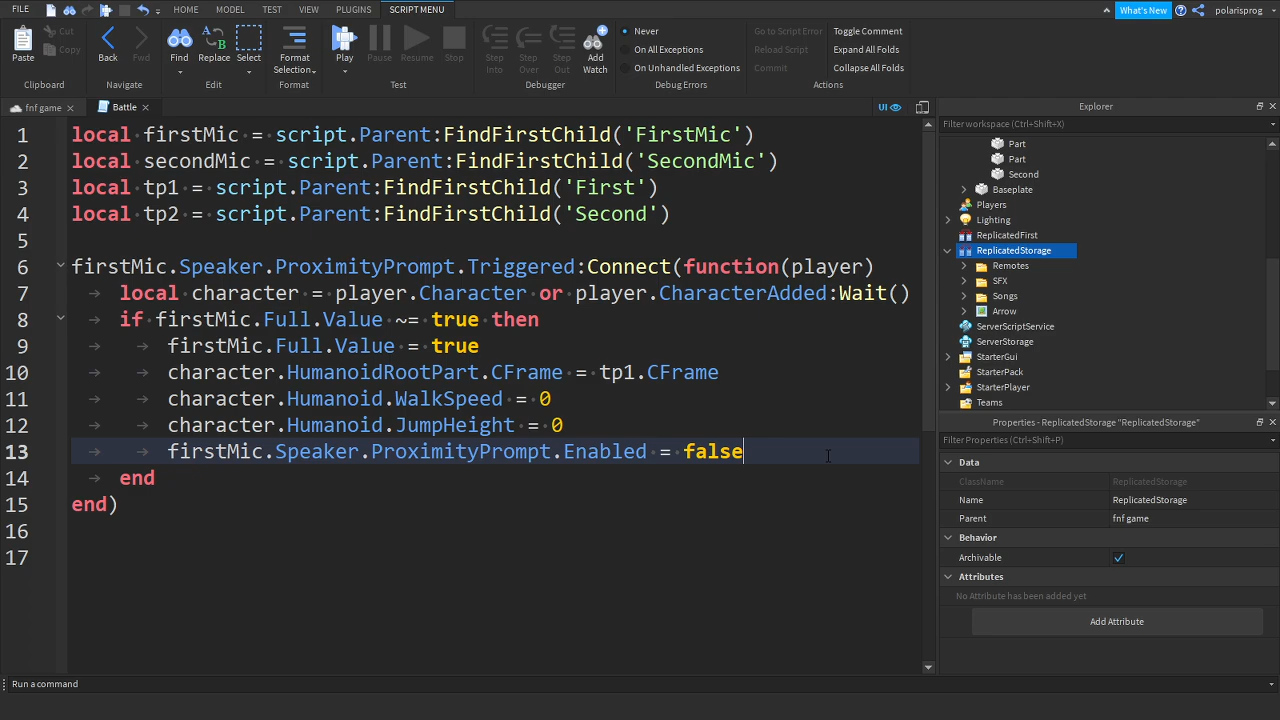 FILE HOME MODEL TEST VIEW PLUGINS SCRIPT MENU What's New polarisprog
Paste Cut Copy Back Fwd Find Replace Select Format Selection Play Pause Resume Stop Step Into Step Over Step Out Add Watch
Never
On All Exceptions
On Unhandled Exceptions
Go to Script Error
Reload Script
Commit
Toggle Comment
Expand All Folds
Collapse All Folds
Clipboard Navigate Edit Format Test Debugger Debug Errors Actions
fnf game Battle UI
1 local firstMic = script.Parent:FindFirstChild('FirstMic')
2 local secondMic = script.Parent:FindFirstChild('SecondMic')
3 local tp1 = script.Parent:FindFirstChild('First')
4 local tp2 = script.Parent:FindFirstChild('Second')
5
6 firstMic.Speaker.ProximityPrompt.Triggered:Connect(function(player)
7 local character = player.Character or player.CharacterAdded:Wait()
8 if firstMic.Full.Value ~= true then
9 firstMic.Full.Value = true
10 character.HumanoidRootPart.CFrame = tp1.CFrame
11 character.Humanoid.WalkSpeed = 0
12 character.Humanoid.JumpHeight = 0
13 firstMic.Speaker.ProximityPrompt.Enabled = false
14 end
15 end)
16
17
Explorer
Filter workspace (Ctrl+Shift+X)
Part
Part
Second
Baseplate
Players
Lighting
ReplicatedFirst
ReplicatedStorage
Remotes
SFX
Songs
Arrow
ServerScriptService
ServerStorage
StarterGui
StarterPack
StarterPlayer
Teams
Properties - ReplicatedStorage "ReplicatedStorage"
Filter Properties (Ctrl+Shift+P)
Data
ClassName ReplicatedStorage
Name ReplicatedStorage
Parent fnf game
Behavior
Archivable
Attributes
No Attribute has been added yet
Add Attribute
Run a command